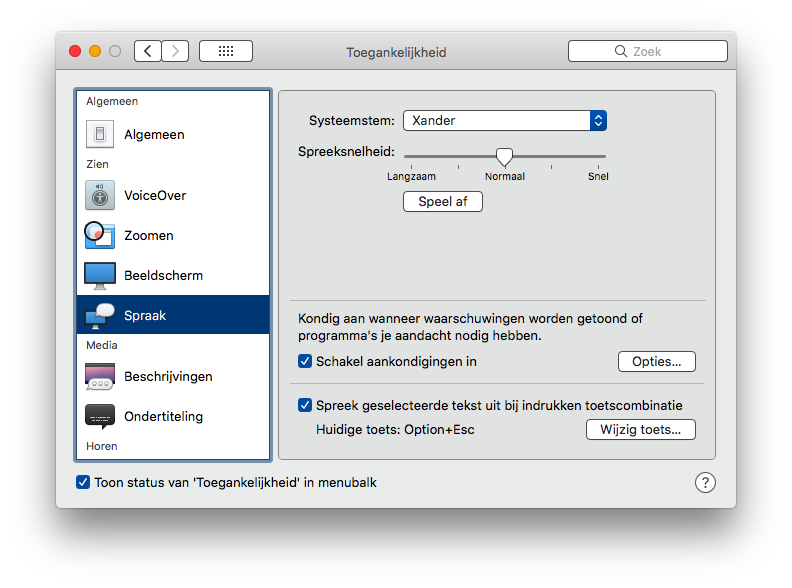 Toegankelijkheid
Zoek
Algemeen
Algemeen
Zien
VoiceOver
Zoomen
Beeldscherm
Spraak
Media
Beschrijvingen
Ondertiteling
Horen
Systeemstem: Xander
Spreeksnelheid:
Langzaam Normaal Snel
Speel af
Kondig aan wanneer waarschuwingen worden getoond of
programma's je aandacht nodig hebben.
Schakel aankondigingen in Opties...
Spreek geselecteerde tekst uit bij indrukken toetscombinatie
Huidige toets: Option+Esc Wijzig toets...
Toon status van 'Toegankelijkheid' in menubalk ?